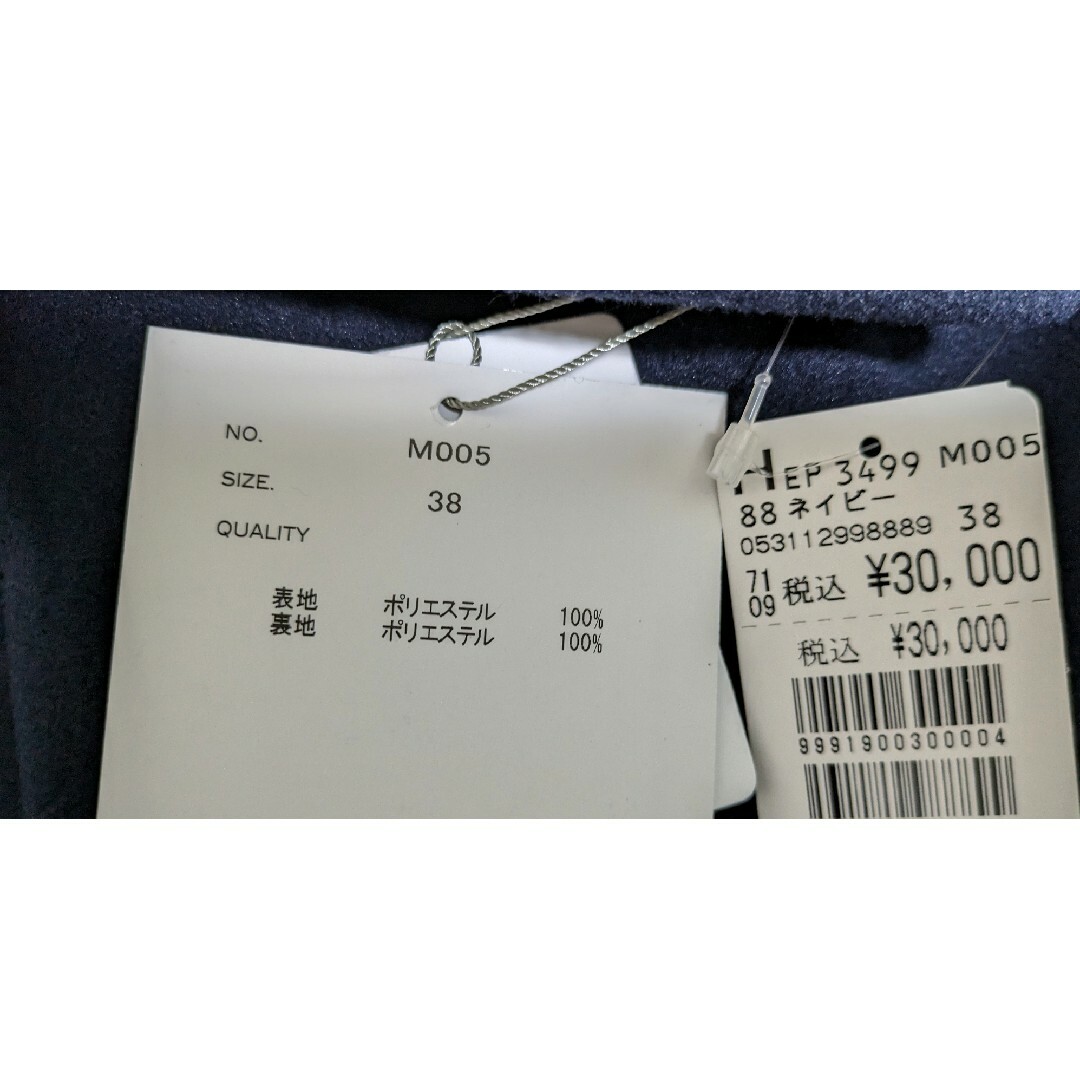 NO. M005
SIZE. 38
QUALITY
表地 ポリエステル 100%
裏地 ポリエステル 100%
H EP 3499 M005
88 ネイビー
053112998889 38
7109 税込 ¥30,000
税込 ¥30,000
9991900300004